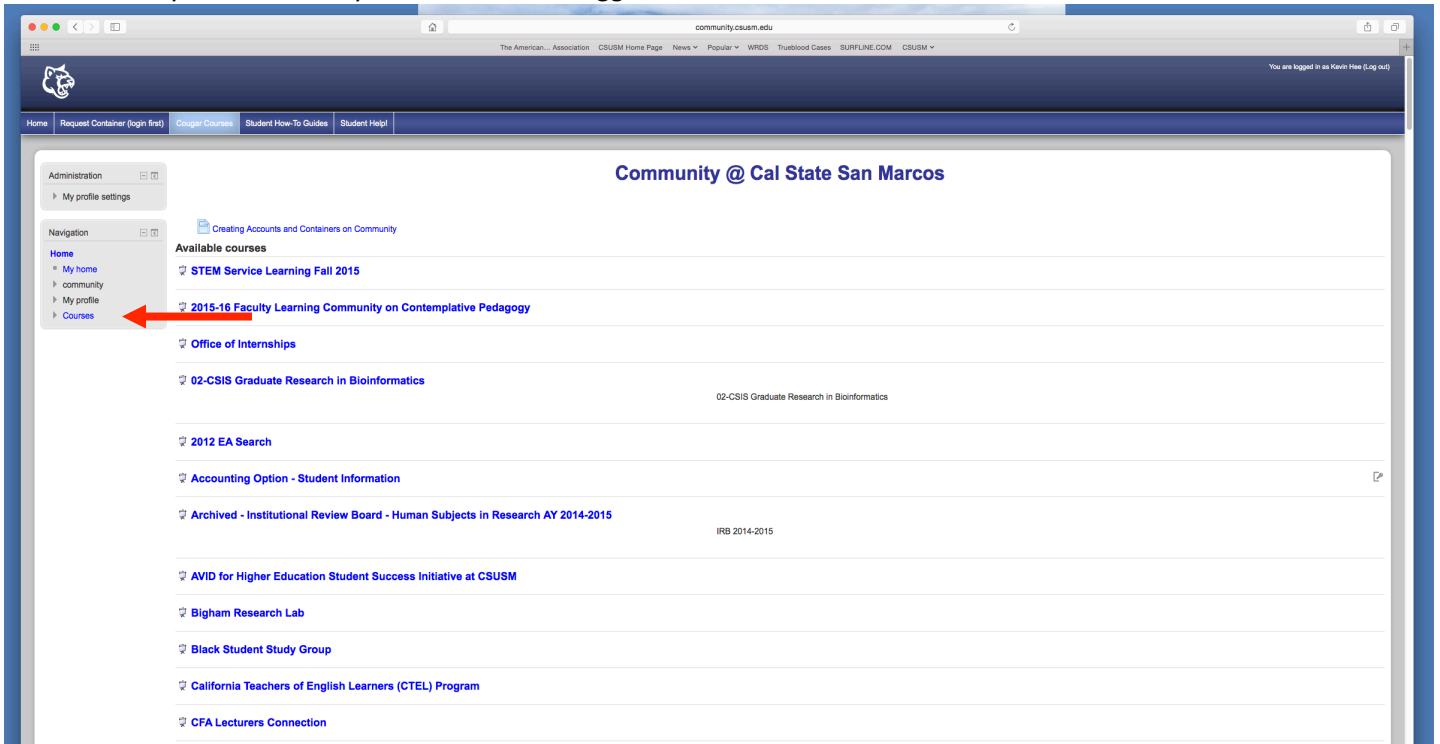 community.csusm.edu
The American... Association CSUSM Home Page News Popular WRDS Trueblood Cases SURFLINE.COM CSUSM
You are logged in as Kevin Hee (Log out)
Home Request Container (login first) Cougar Courses Student How-To Guides Student Help!
Administration
My profile settings
Navigation
Home
My home
community
My profile
Courses
Community @ Cal State San Marcos
Creating Accounts and Containers on Community
Available courses
STEM Service Learning Fall 2015
2015-16 Faculty Learning Community on Contemplative Pedagogy
Office of Internships
02-CSIS Graduate Research in Bioinformatics
02-CSIS Graduate Research in Bioinformatics
2012 EA Search
Accounting Option - Student Information
Archived - Institutional Review Board - Human Subjects in Research AY 2014-2015
IRB 2014-2015
AVID for Higher Education Student Success Initiative at CSUSM
Bigham Research Lab
Black Student Study Group
California Teachers of English Learners (CTEL) Program
CFA Lecturers Connection